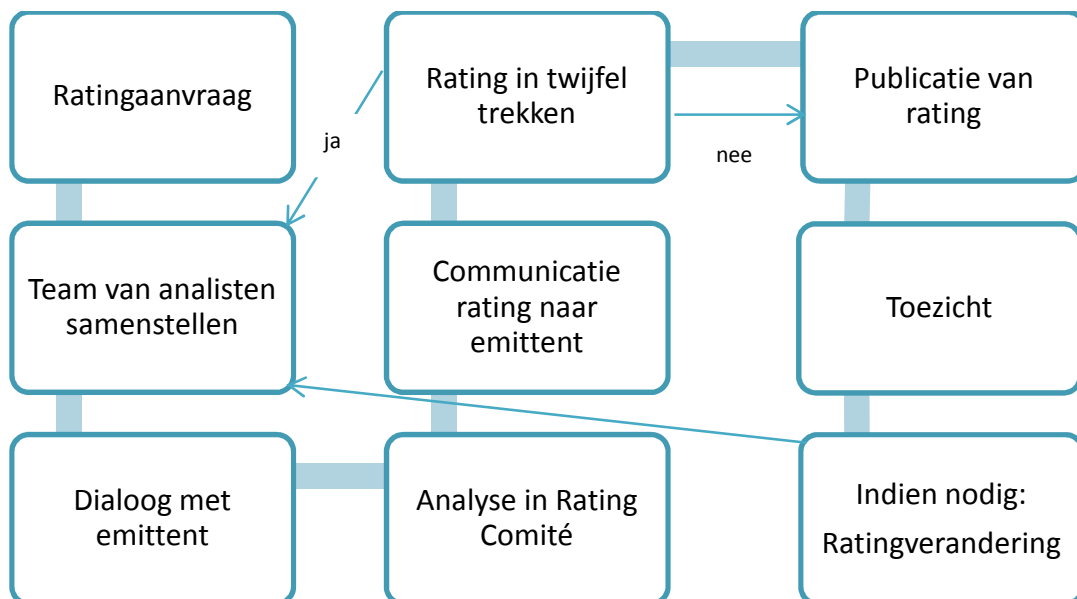 Ratingaanvraag
Team van analisten
samenstellen
Dialoog met
emittent
Analyse in Rating
Comité
Communicatie
rating naar
emittent
Rating in twijfel
trekken
ja
nee
Publicatie van
rating
Toezicht
Indien nodig:
Ratingverandering